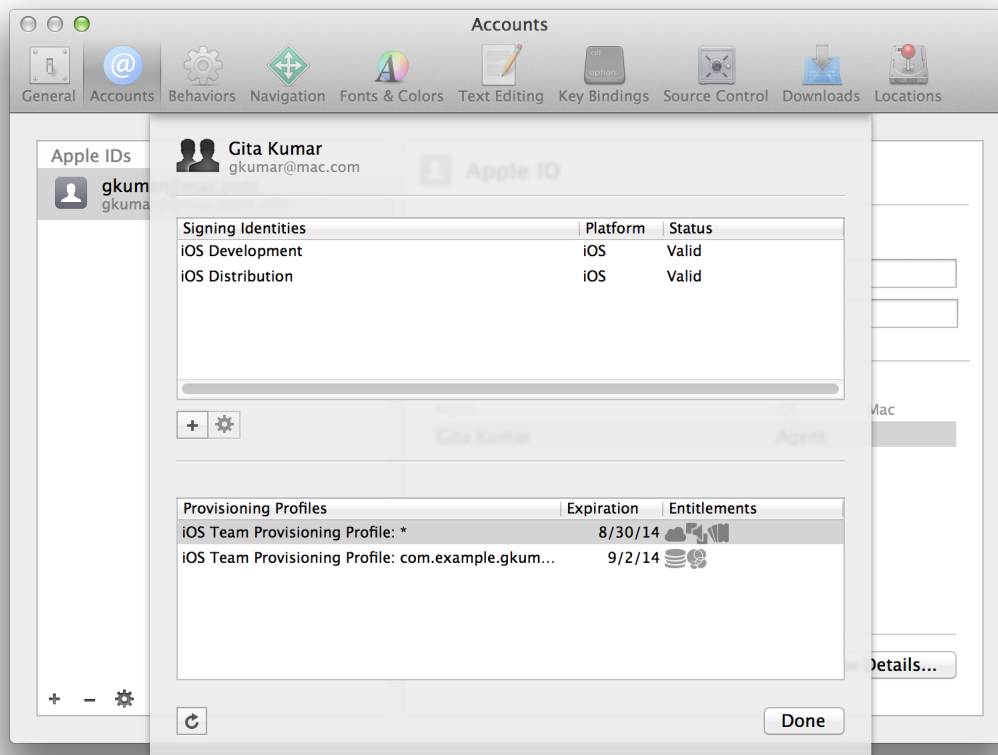 Accounts
General Accounts Behaviors Navigation Fonts & Colors Text Editing Key Bindings Source Control Downloads Locations
alt
option
Apple IDs
gkum
gkuma
Gita Kumar
gkumar@mac.com
Apple ID
Signing Identities Platform Status
iOS Development iOS Valid
iOS Distribution iOS Valid
Name iOS Mac
Gita Kumar Agent
Provisioning Profiles Expiration Entitlements
iOS Team Provisioning Profile: * 8/30/14
iOS Team Provisioning Profile: com.example.gkum... 9/2/14
Details...
Done